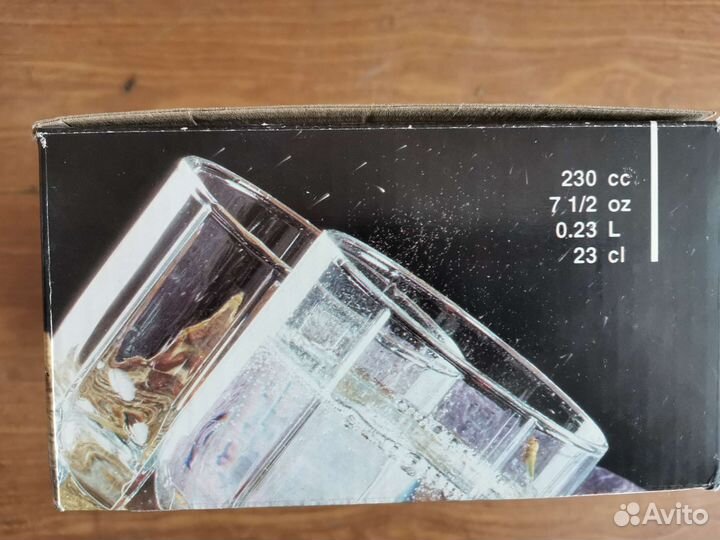 230 cc
7 1/2 oz
0.23 L
23 cl
Avito